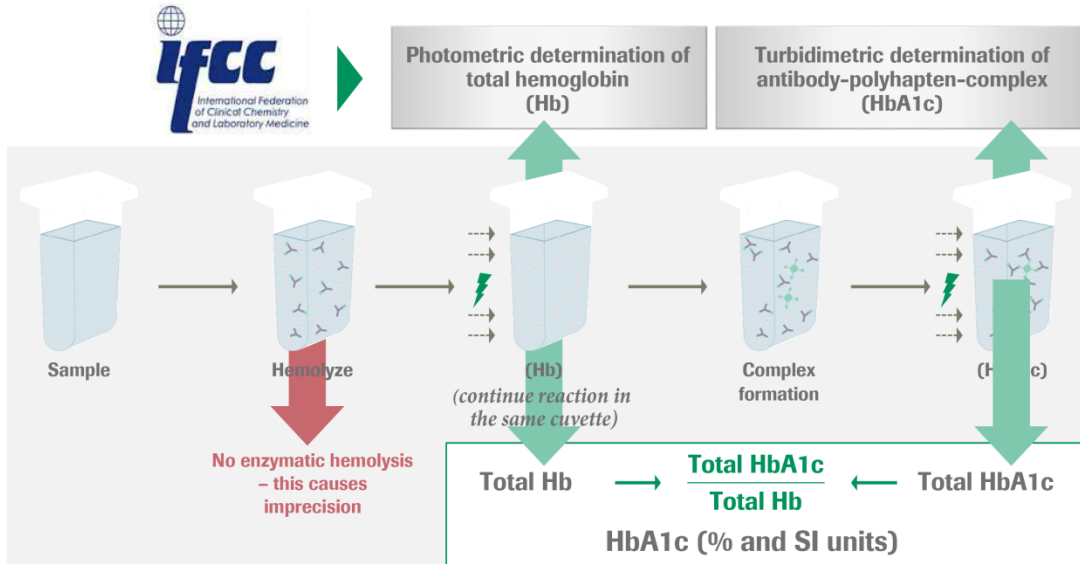 ifcc
International Federation
of Clinical Chemistry
and Laboratory Medicine
Photometric determination of
total hemoglobin
(Hb)
Turbidimetric determination of
antibody-polyhapten-complex
(HbA1c)
Sample
Hemolyze
(Hb)
(continue reaction in
the same cuvette)
Complex
formation
No enzymatic hemolysis
– this causes
imprecision
Total Hb
Total HbA1c
Total Hb
Total HbA1c
HbA1c (% and SI units)